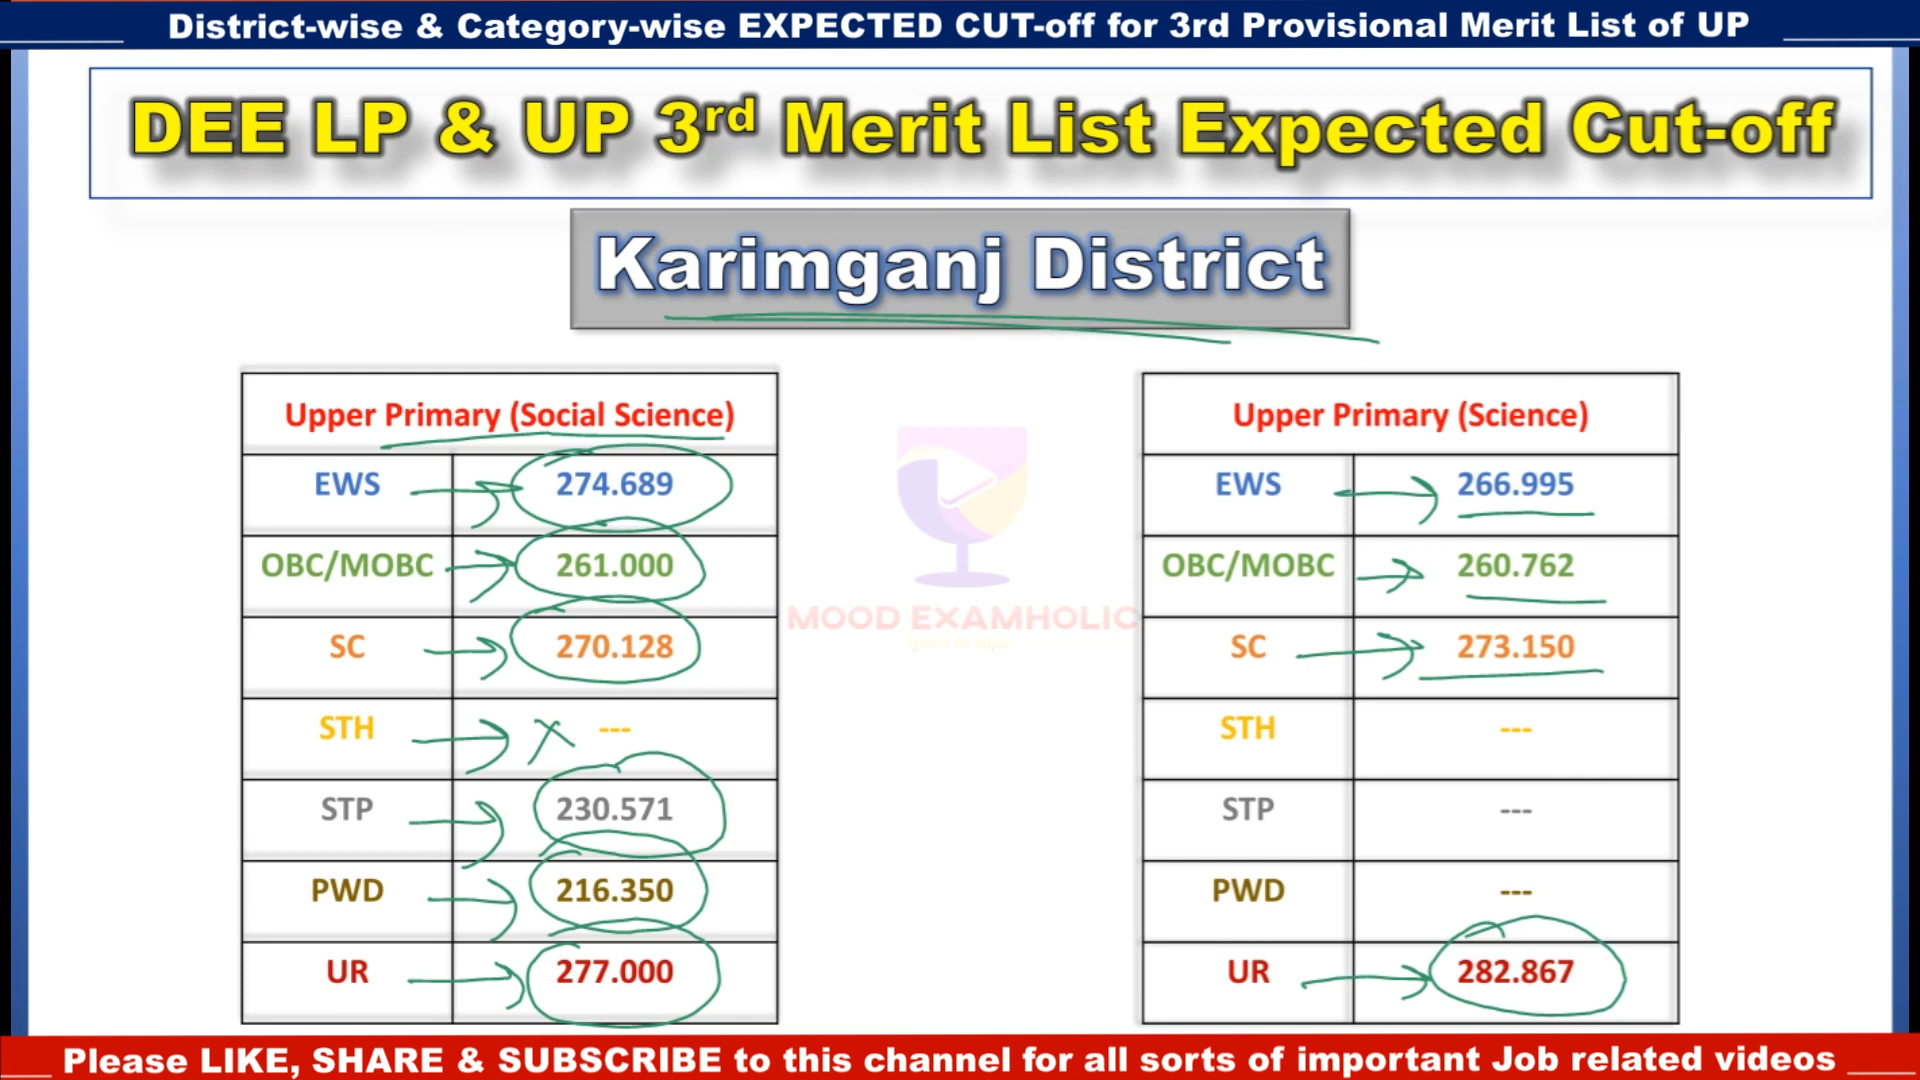 District-wise & Category-wise EXPECTED CUT-off for 3rd Provisional Merit List of UP
DEE LP & UP 3rd Merit List Expected Cut-off
Karimganj District
Upper Primary (Social Science)
EWS 274.689
OBC/MOBC 261.000
SC 270.128
STH ---
STP 230.571
PWD 216.350
UR 277.000
MOOD EXAMHOLIC
Upper Primary (Science)
EWS 266.995
OBC/MOBC 260.762
SC 273.150
STH ---
STP ---
PWD ---
UR 282.867
Please LIKE, SHARE & SUBSCRIBE to this channel for all sorts of important Job related videos